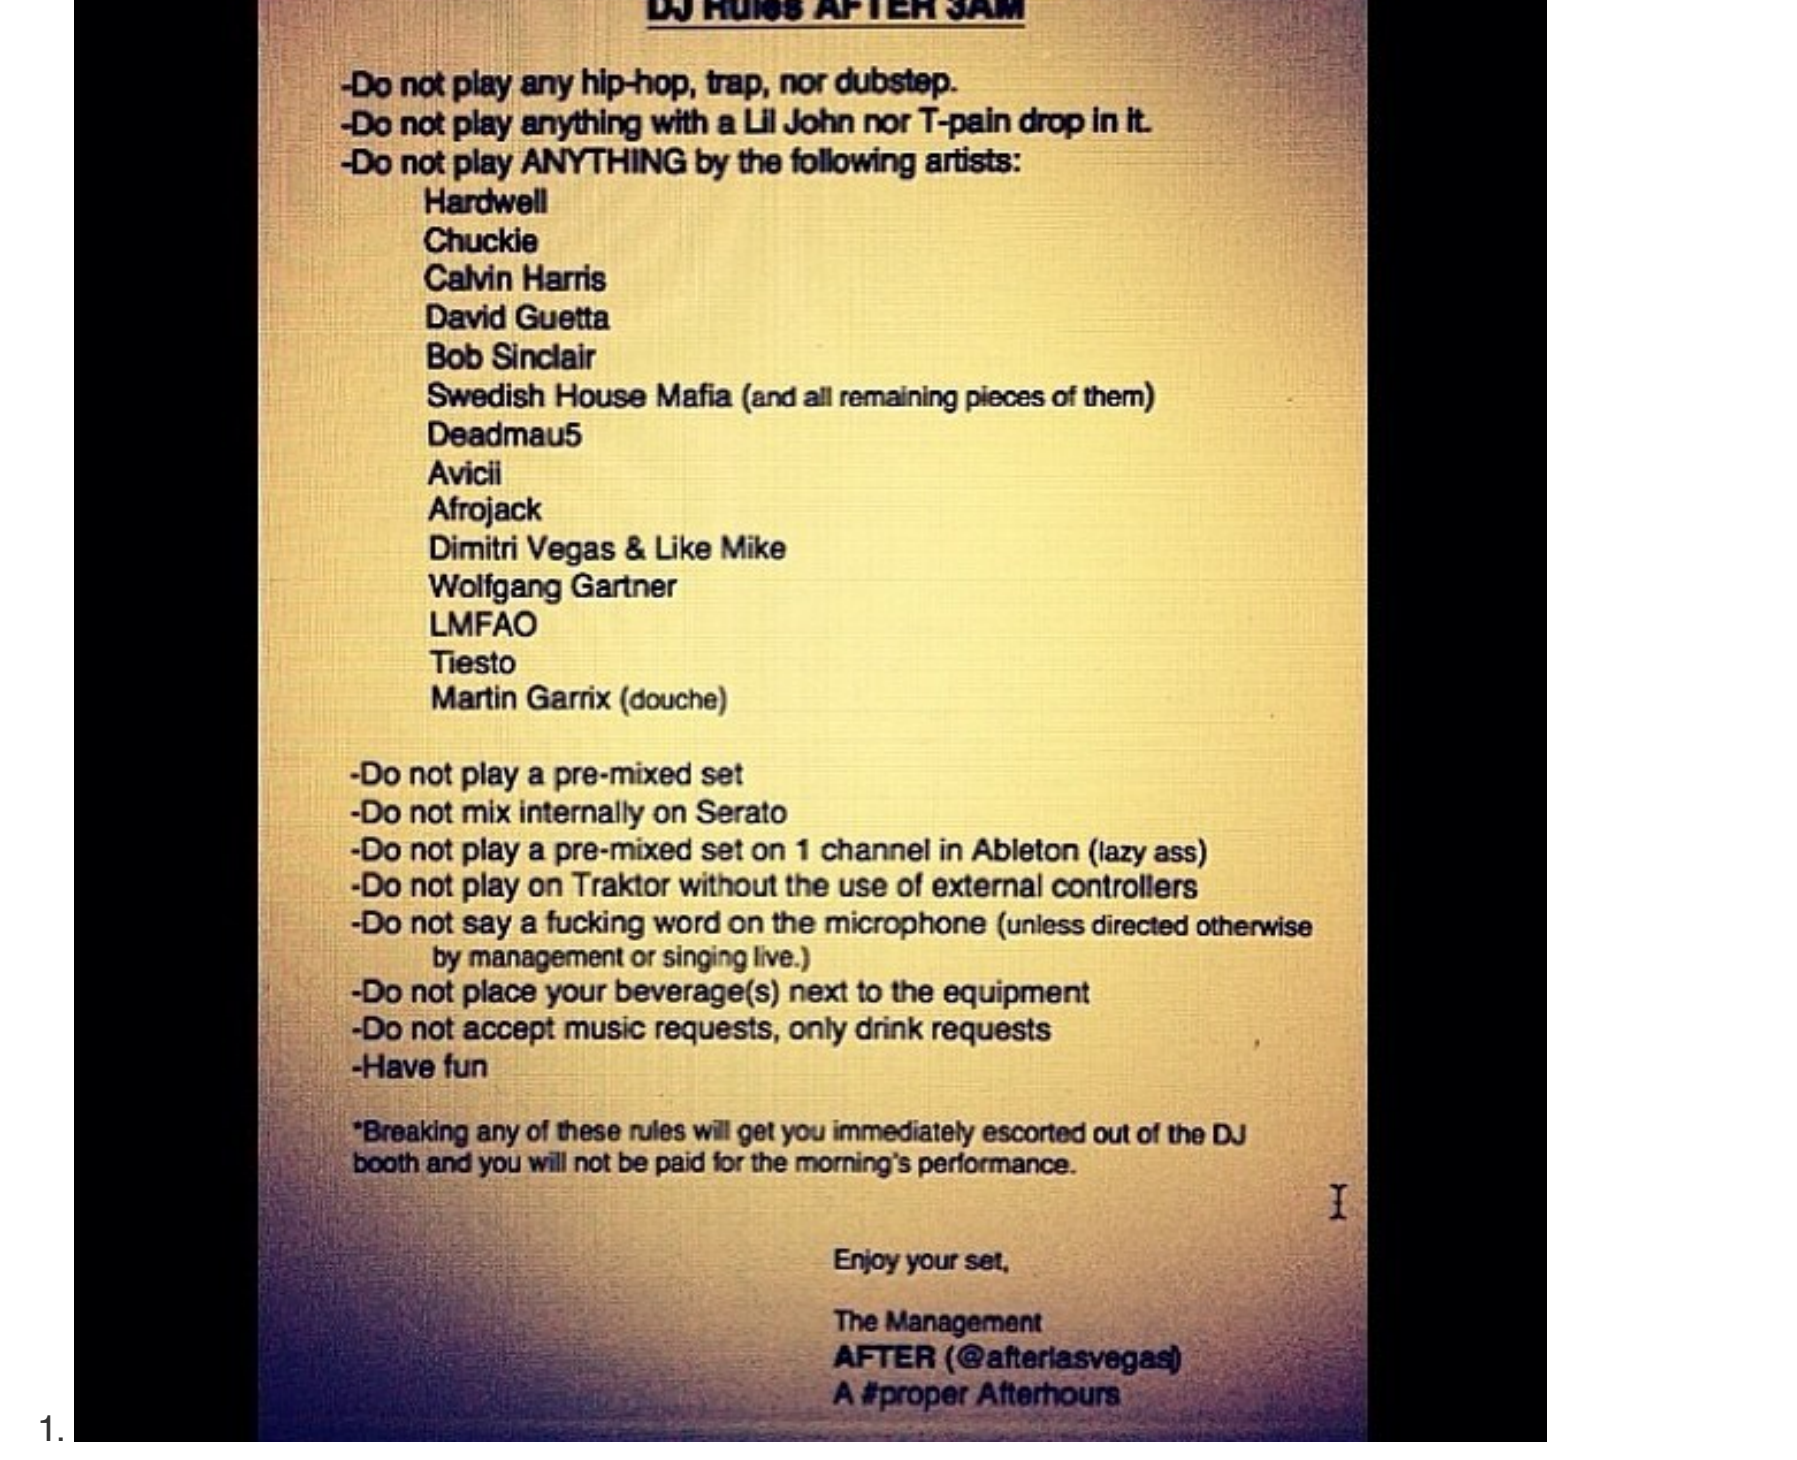 DJ Rules AFTER 3AM
-Do not play any hip-hop, trap, nor dubstep.
-Do not play anything with a Lil John nor T-pain drop in it.
-Do not play ANYTHING by the following artists:
Hardwell
Chuckie
Calvin Harris
David Guetta
Bob Sinclair
Swedish House Mafia (and all remaining pieces of them)
Deadmau5
Avicii
Afrojack
Dimitri Vegas & Like Mike
Wolfgang Gartner
LMFAO
Tiesto
Martin Garrix (douche)
-Do not play a pre-mixed set
-Do not mix internally on Serato
-Do not play a pre-mixed set on 1 channel in Ableton (lazy ass)
-Do not play on Traktor without the use of external controllers
-Do not say a fucking word on the microphone (unless directed otherwise
by management or singing live.)
-Do not place your beverage(s) next to the equipment
-Do not accept music requests, only drink requests
-Have fun
*Breaking any of these rules will get you immediately escorted out of the DJ
booth and you will not be paid for the morning's performance.
Enjoy your set,
The Management
AFTER (@afterlasvegas)
A #proper Afterhours
1.